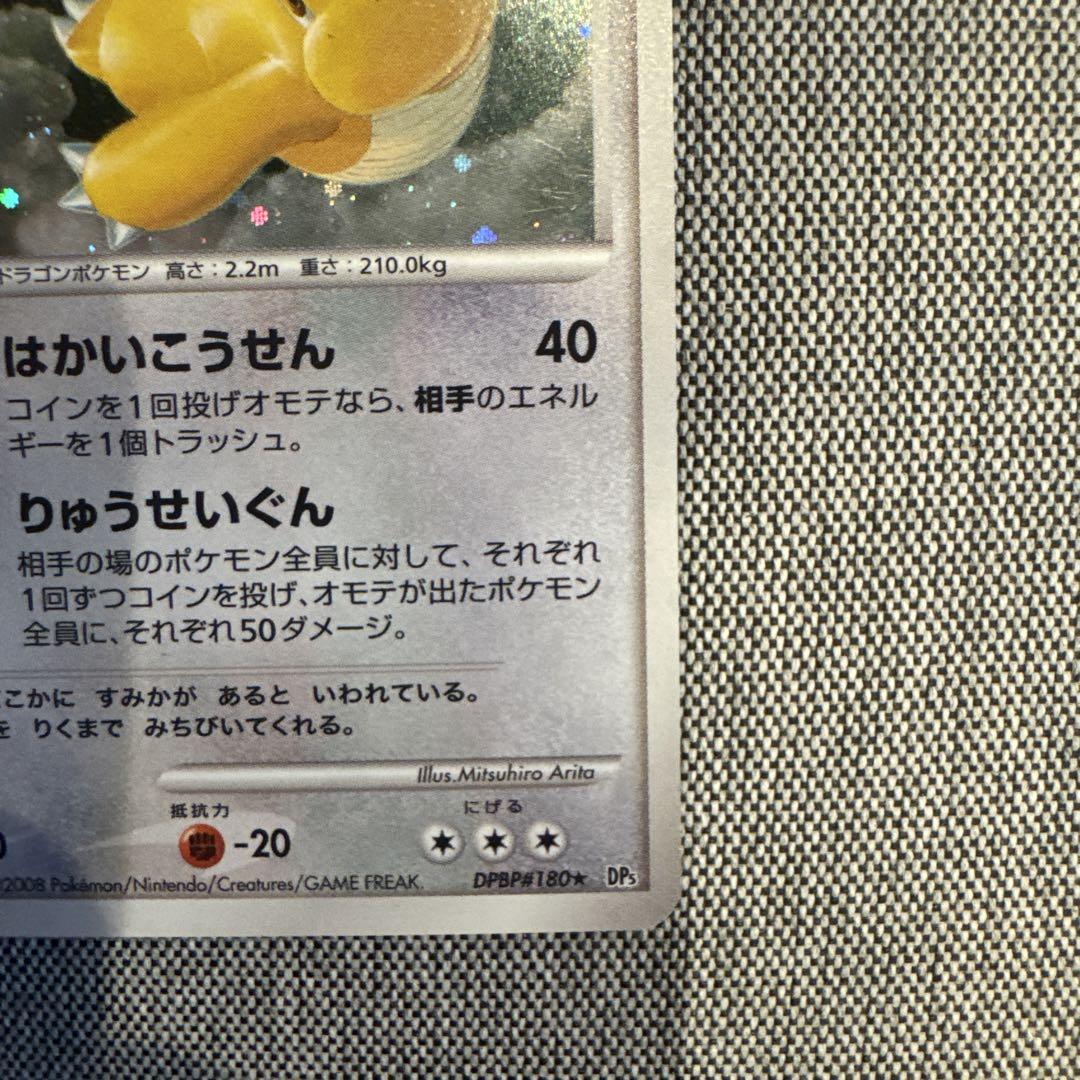 ドラゴンポケモン 高さ:2.2m 重さ:210.0kg
はかいこうせん 40
コインを1回投げオモテなら、相手のエネル
ギーを1個トラッシュ。
りゅうせいぐん
相手の場のポケモン全員に対して、それぞれ
1回ずつコインを投げ、オモテが出たポケモン
全員に、それぞれ50ダメージ。
こかに すみかが あると いわれている。
を りくまで みちびいてくれる。
Illus.Mitsuhiro Arita
抵抗力 にげる
-20
2008 Pokémon/Nintendo/Creatures/GAME FREAK. DPBP#180★ DP5